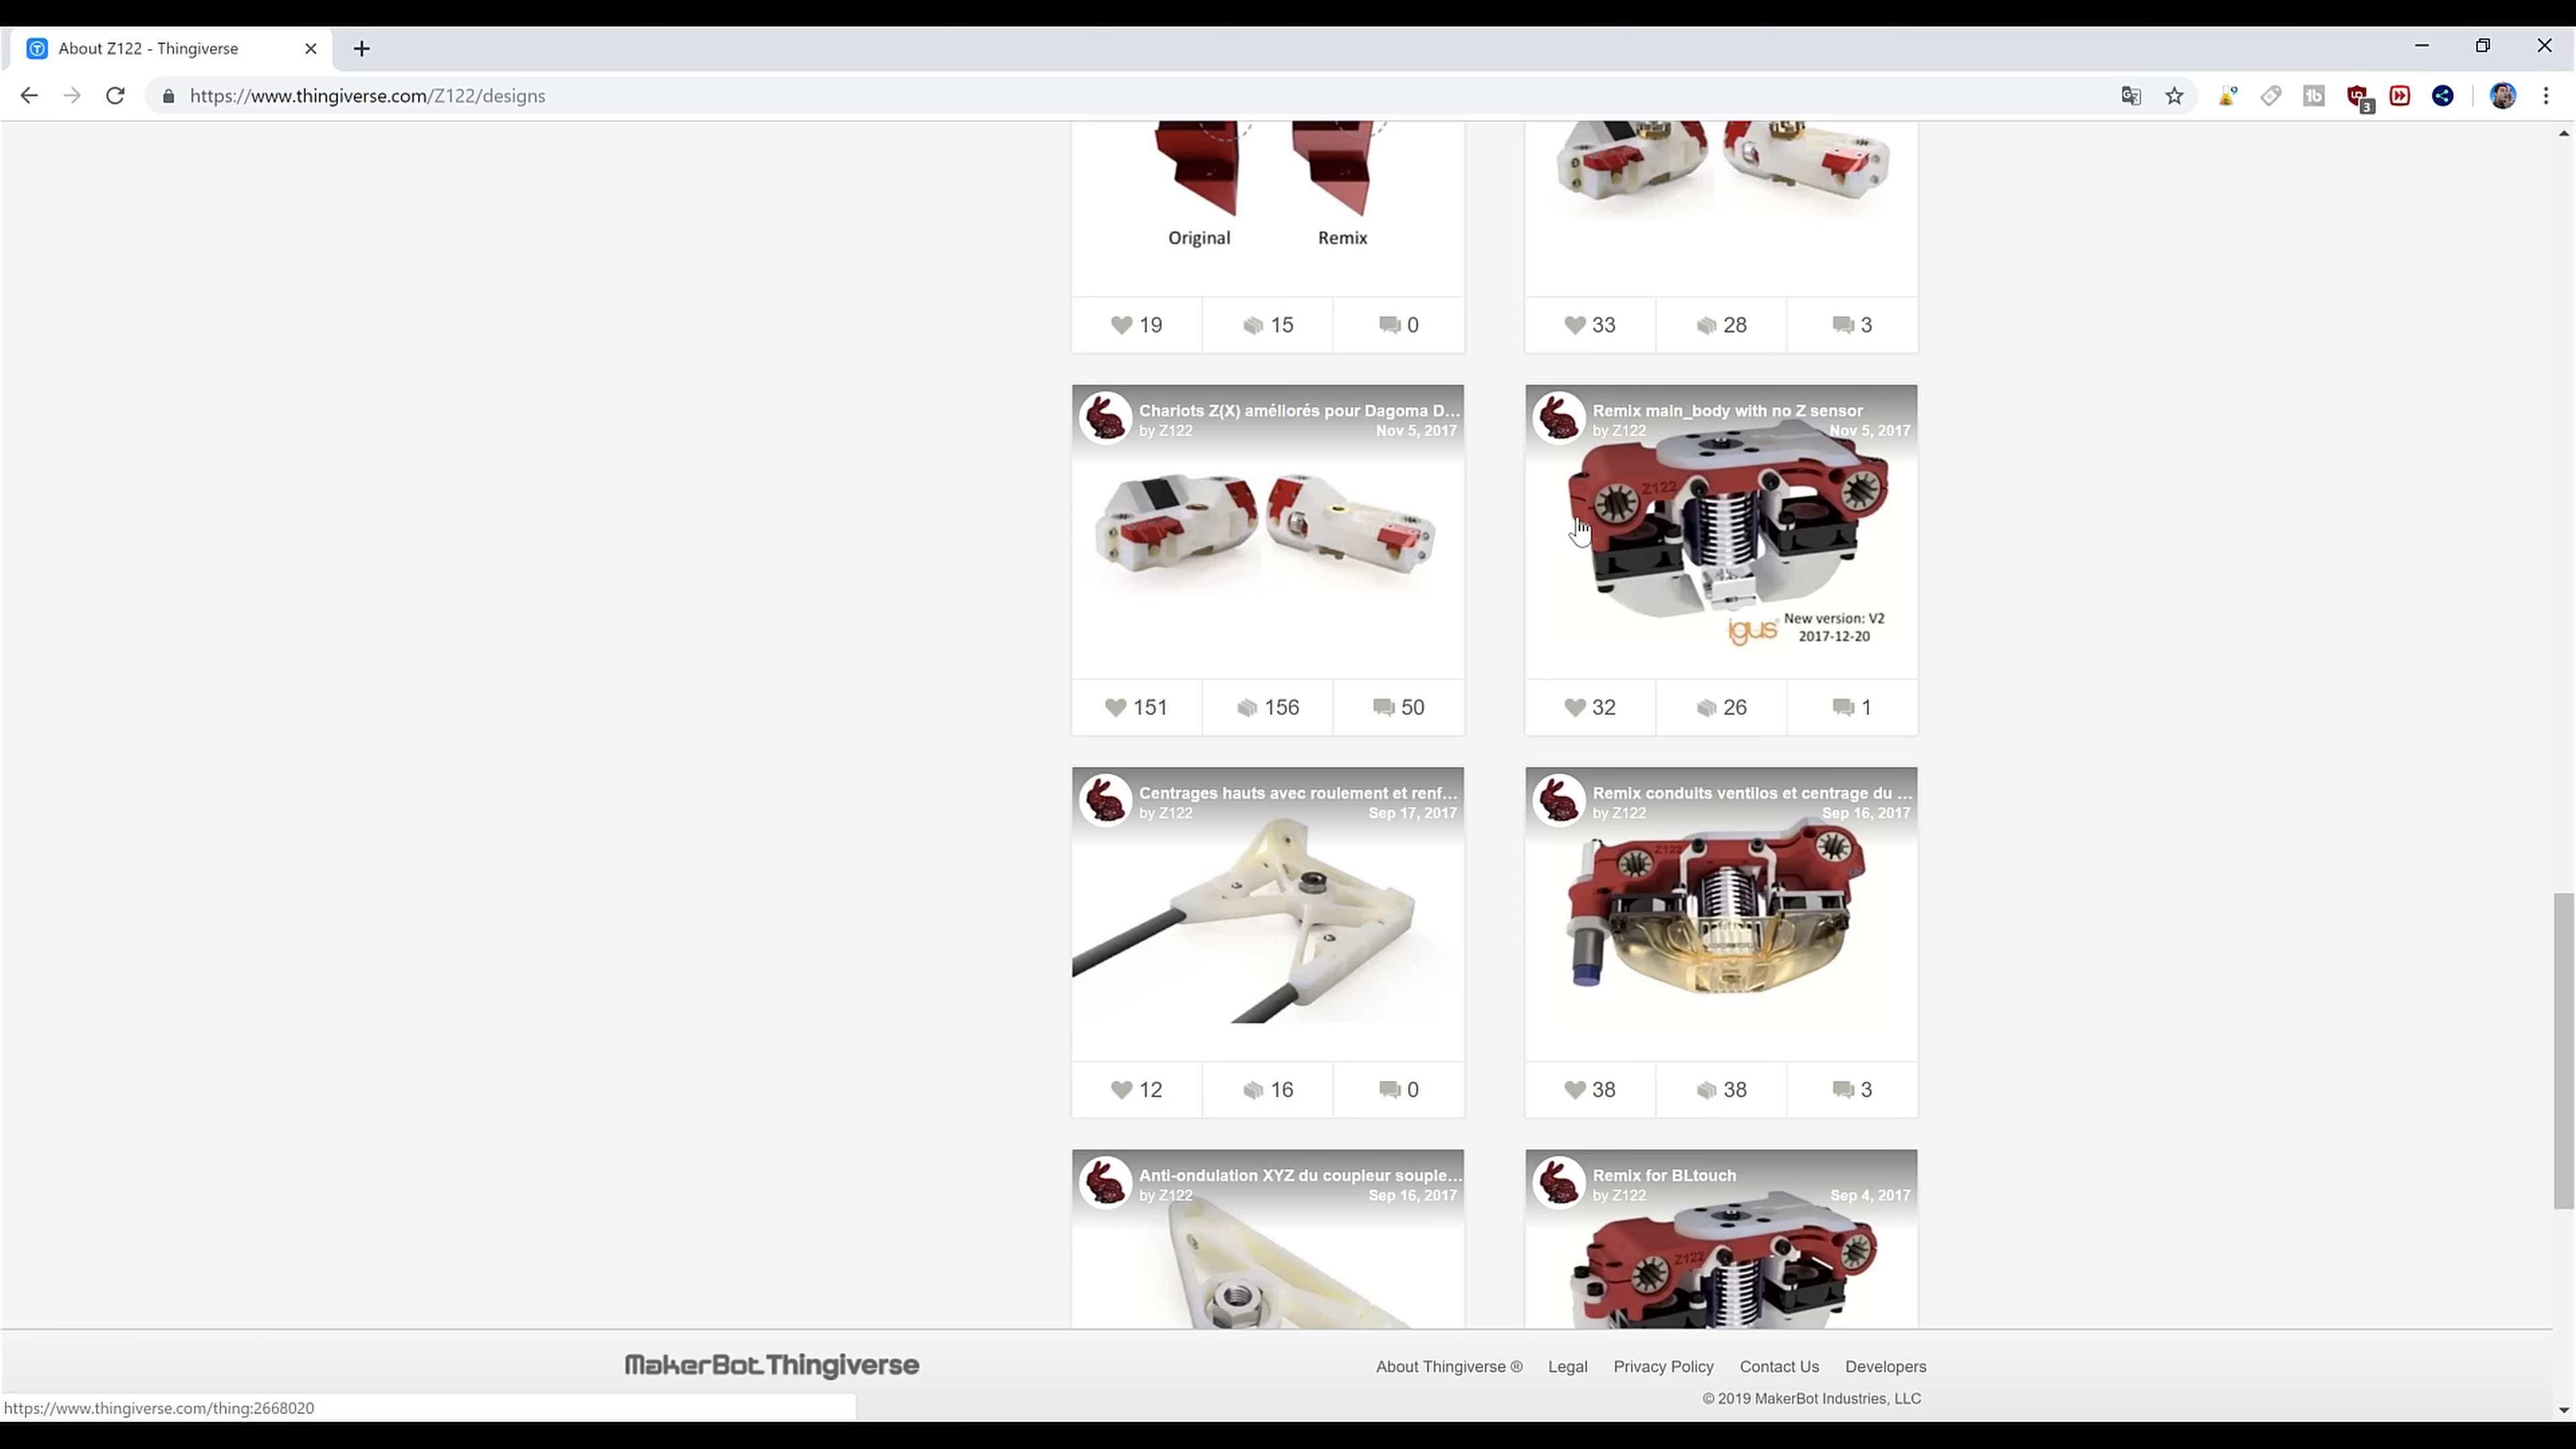 About Z122 - Thingiverse
https://www.thingiverse.com/Z122/designs
3
Original Remix
19 15 0
33 28 3
Chariots Z(X) améliorés pour Dagoma D...
by Z122 Nov 5, 2017
151 156 50
Remix main_body with no Z sensor
by Z122 Nov 5, 2017
Z122
igus New version: V2
2017-12-20
32 26 1
Centrages hauts avec roulement et renf...
by Z122 Sep 17, 2017
12 16 0
Remix conduits ventilos et centrage du ...
by Z122 Sep 16, 2017
Z122
38 38 3
Anti-ondulation XYZ du coupleur souple...
by Z122 Sep 16, 2017
Remix for BLtouch
by Z122 Sep 4, 2017
Z122
MakerBot Thingiverse
About Thingiverse ® Legal Privacy Policy Contact Us Developers
© 2019 MakerBot Industries, LLC
https://www.thingiverse.com/thing:2668020